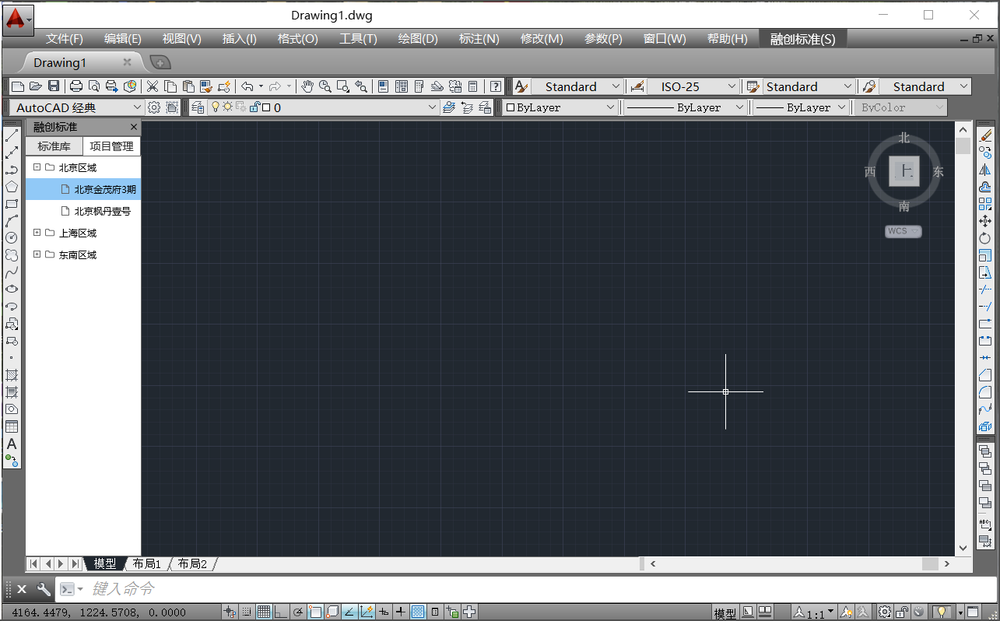 Drawing1.dwg
文件(F) 编辑(E) 视图(V) 插入(I) 格式(O) 工具(T) 绘图(D) 标注(N) 修改(M) 参数(P) 窗口(W) 帮助(H) 融创标准(S)
Drawing1
Standard ISO-25 Standard Standard
AutoCAD 经典 0 ByLayer ByLayer ByLayer ByColor
融创标准
标准库 项目管理
北京区域
北京金茂府3期
北京枫丹壹号
上海区域
东南区域
北
西 上 东
南
WCS
A
ABC
模型 布局1 布局2
键入命令
4164.4479, 1224.5708, 0.0000 模型 1:1